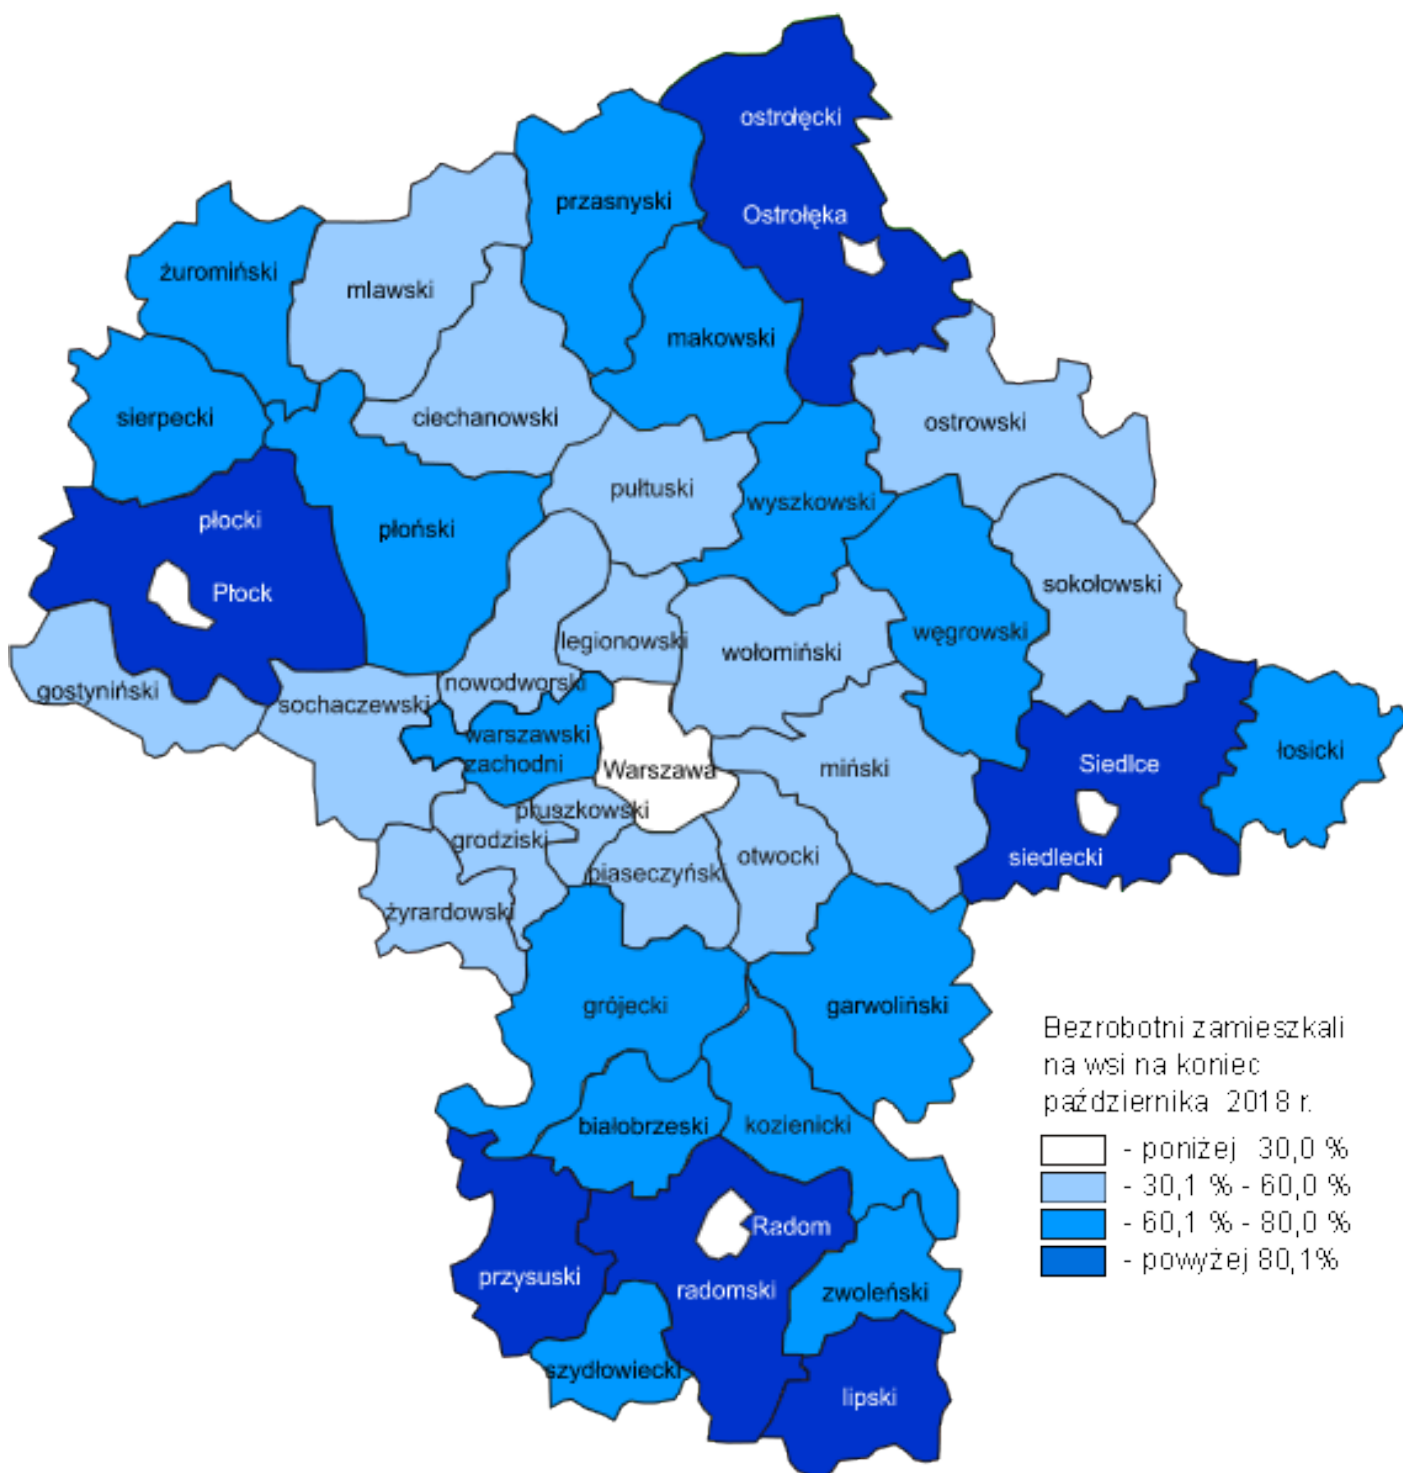 ostrołęcki
przasnyski
Ostrołęka
żuromiński
mlawski
makowski
sierpecki
ciechanowski
ostrowski
pułtuski
wyszkowski
płocki
płoński
sokołowski
Płock
węgrowski
legionowski
wołomiński
gostyniński
nowodworski
sochaczewski
warszawski
zachodni
Warszawa
miński
Siedlce
łosicki
pruszkowski
grodziski
otwocki
siedlecki
piaseczyński
żyrardowski
grójecki
garwoliński
białobrzeski
kozienicki
Radom
przysuski
radomski
zwoleński
szydłowiecki
lipski
Bezrobotni zamieszkali
na wsi na koniec
października 2018 r.
- poniżej 30,0 %
- 30,1 % - 60,0 %
- 60,1 % - 80,0 %
- powyżej 80,1%